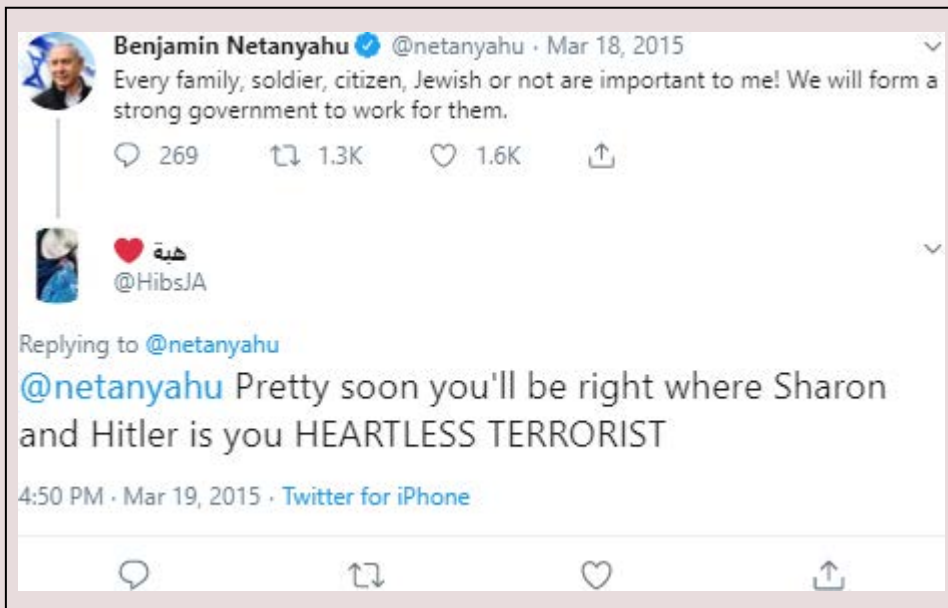 Benjamin Netanyahu @netanyahu · Mar 18, 2015
Every family, soldier, citizen, Jewish or not are important to me! We will form a
strong government to work for them.
269 1.3K 1.6K
هبة
@HibsJA
Replying to @netanyahu
@netanyahu Pretty soon you'll be right where Sharon
and Hitler is you HEARTLESS TERRORIST
4:50 PM · Mar 19, 2015 · Twitter for iPhone